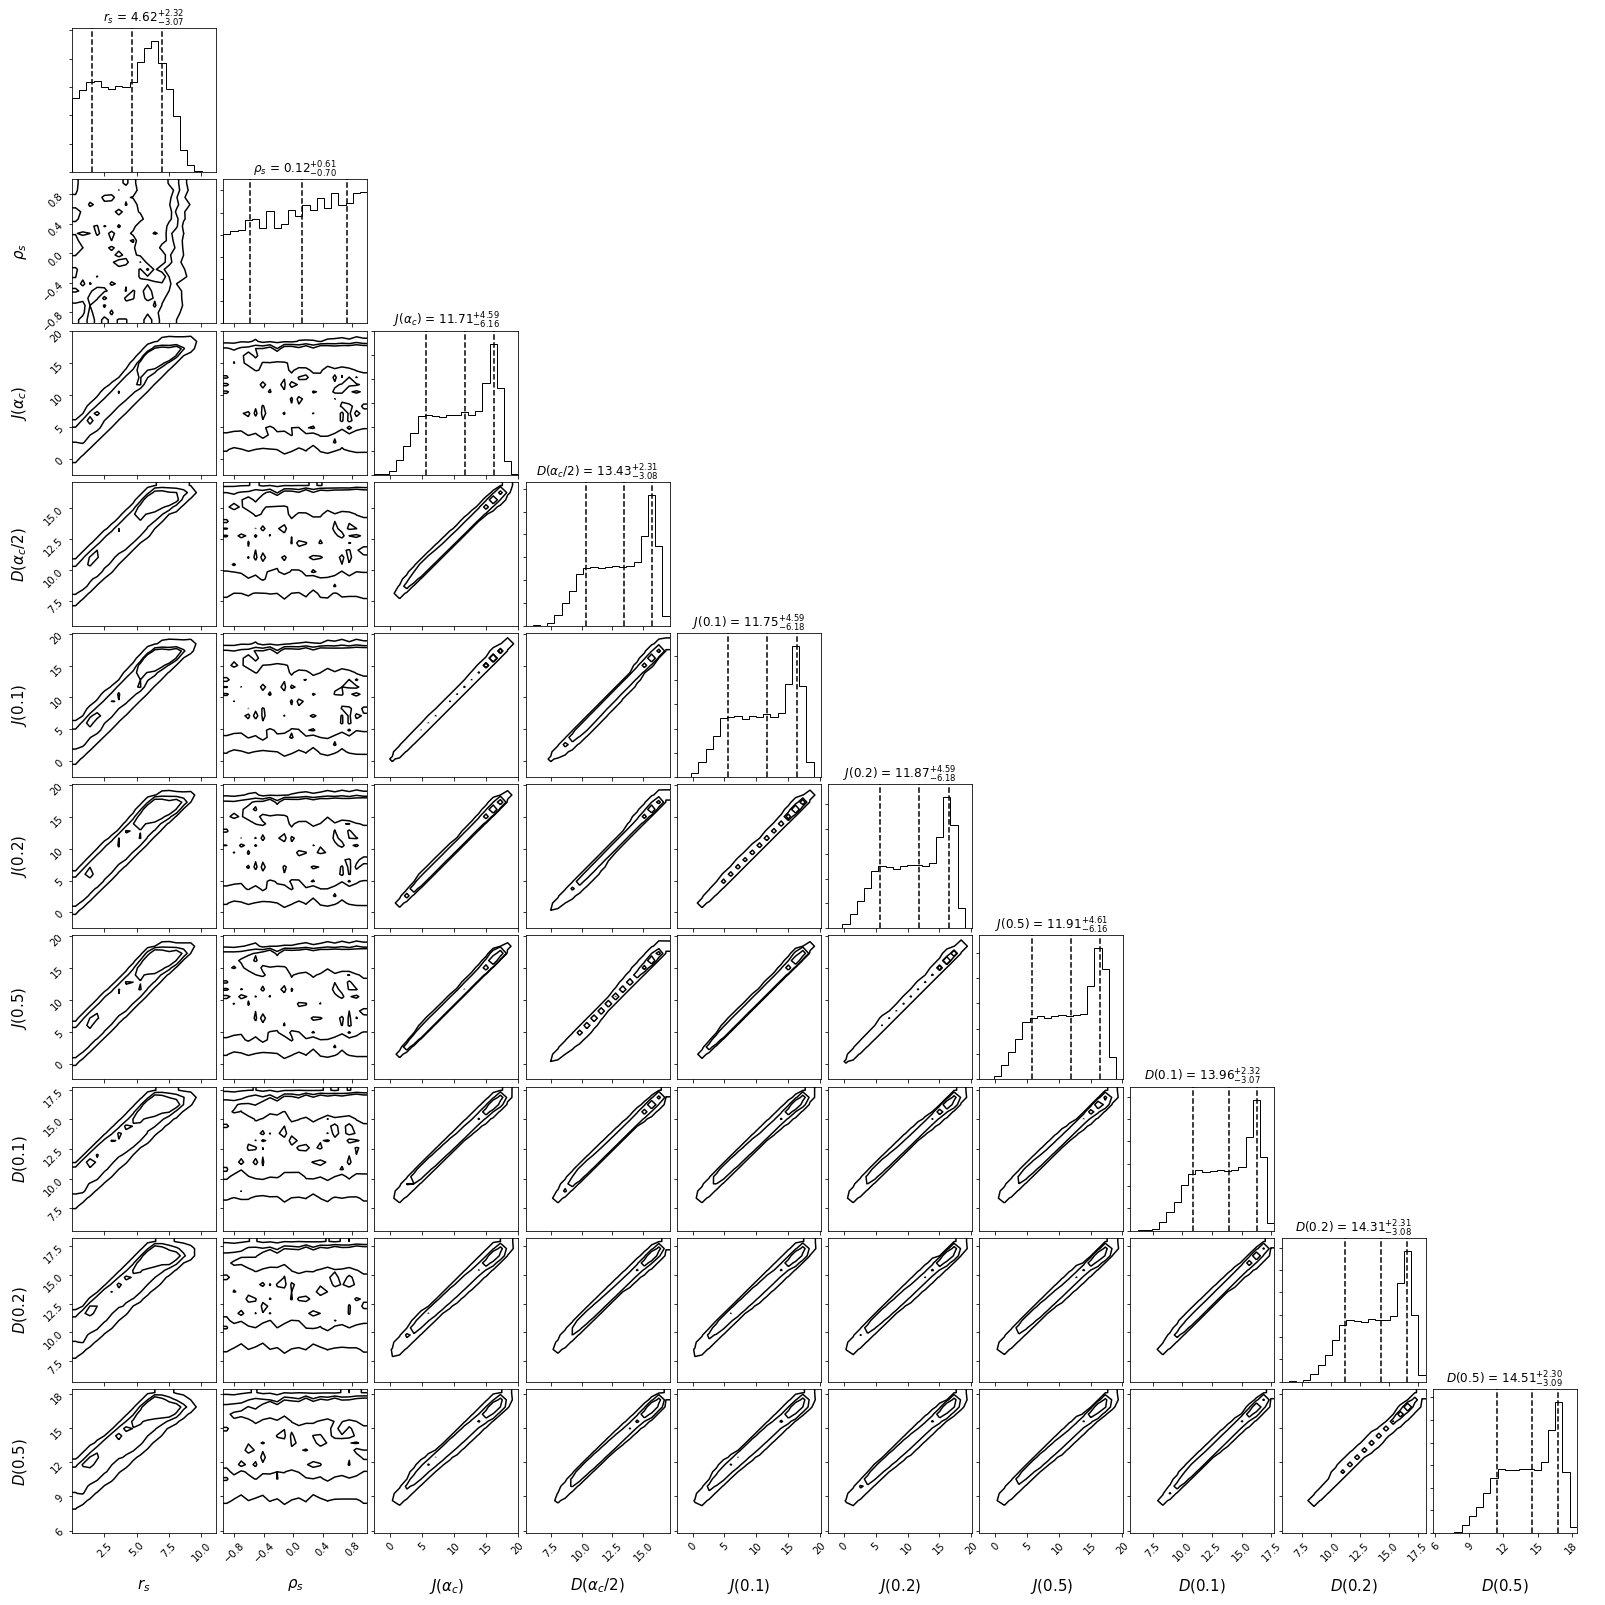 r_s = 4.62^{+2.32}_{-3.07}
ρ_s = 0.12^{+0.61}_{-0.70}
ρ_s
0.8
0.4
0.0
−0.4
−0.8
J(α_c) = 11.71^{+4.59}_{-6.16}
J(α_c)
20
15
10
5
0
D(α_c/2) = 13.43^{+2.31}_{-3.08}
D(α_c/2)
15.0
12.5
10.0
7.5
J(0.1) = 11.75^{+4.59}_{-6.18}
J(0.1)
20
15
10
5
0
J(0.2) = 11.87^{+4.59}_{-6.18}
J(0.2)
20
15
10
5
0
J(0.5) = 11.91^{+4.61}_{-6.16}
J(0.5)
20
15
10
5
0
D(0.1) = 13.96^{+2.32}_{-3.07}
D(0.1)
17.5
15.0
12.5
10.0
7.5
D(0.2) = 14.31^{+2.31}_{-3.08}
D(0.2)
17.5
15.0
12.5
10.0
7.5
D(0.5) = 14.51^{+2.30}_{-3.09}
D(0.5)
18
15
12
9
6
2.5 5.0 7.5 10.0 −0.8 −0.4 0.0 0.4 0.8 0 5 10 15 20 7.5 10.0 12.5 15.0 0 5 10 15 20 0 5 10 15 20 0 5 10 15 20 7.5 10.0 12.5 15.0 17.5 7.5 10.0 12.5 15.0 17.5 6 9 12 15 18
r_s ρ_s J(α_c) D(α_c/2) J(0.1) J(0.2) J(0.5) D(0.1) D(0.2) D(0.5)